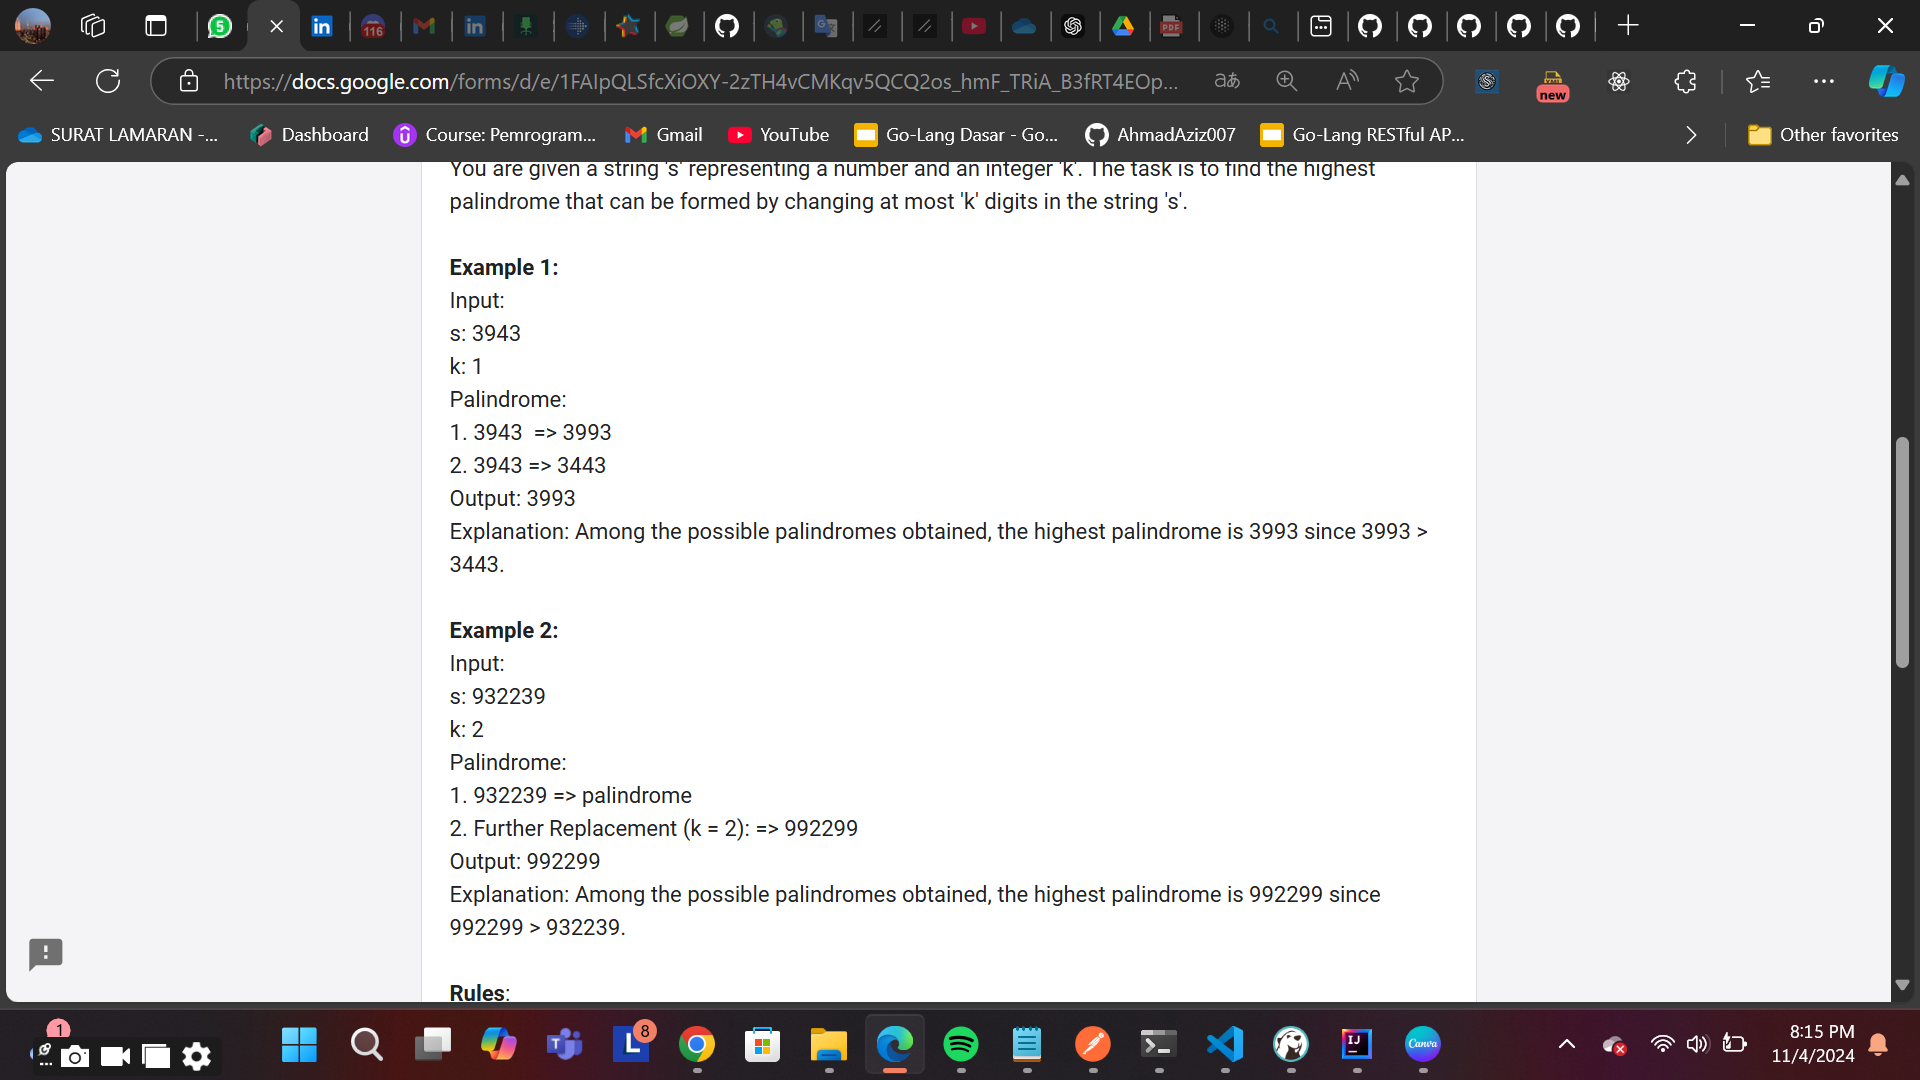 5
116
https://docs.google.com/forms/d/e/1FAIpQLSfcXiOXY-2zTH4vCMKqv5QCQ2os_hmF_TRiA_B3fRT4EOp...
new
SURAT LAMARAN -...
Dashboard
Course: Pemrogram...
Gmail
YouTube
Go-Lang Dasar - Go...
AhmadAziz007
Go-Lang RESTful AP...
Other favorites
You are given a string 's' representing a number and an integer 'k'. The task is to find the highest
palindrome that can be formed by changing at most 'k' digits in the string 's'.
Example 1:
Input:
s: 3943
k: 1
Palindrome:
1. 3943 => 3993
2. 3943 => 3443
Output: 3993
Explanation: Among the possible palindromes obtained, the highest palindrome is 3993 since 3993 >
3443.
Example 2:
Input:
s: 932239
k: 2
Palindrome:
1. 932239 => palindrome
2. Further Replacement (k = 2): => 992299
Output: 992299
Explanation: Among the possible palindromes obtained, the highest palindrome is 992299 since
992299 > 932239.
Rules:
1
8
Canva
8:15 PM
11/4/2024